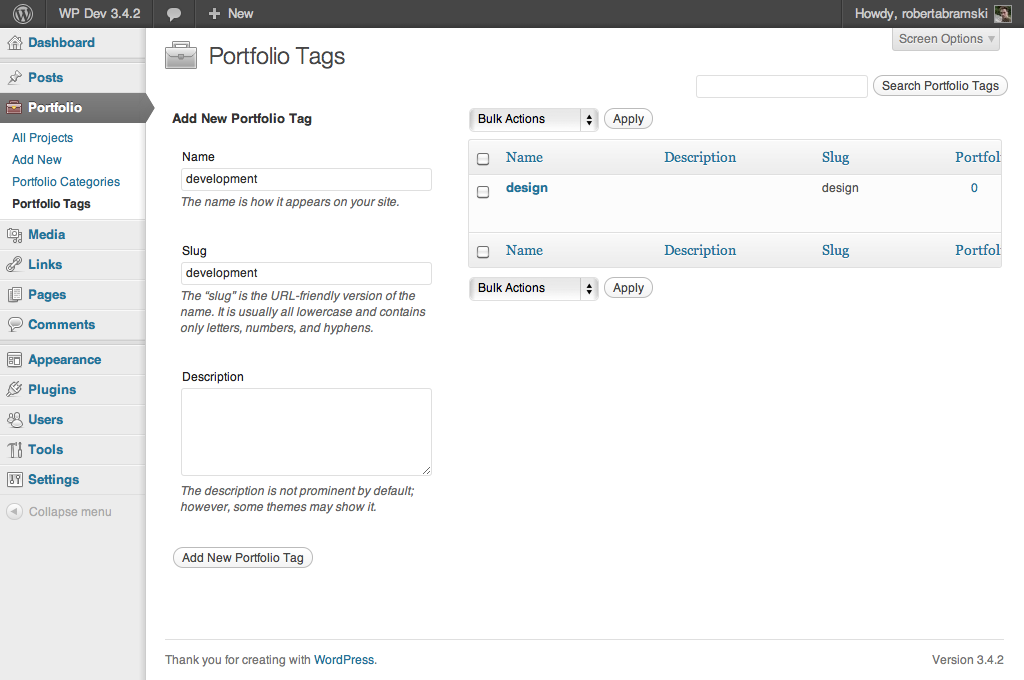 WP Dev 3.4.2
New
Howdy, robertabramski
Dashboard
Posts
Portfolio
All Projects
Add New
Portfolio Categories
Portfolio Tags
Media
Links
Pages
Comments
Appearance
Plugins
Users
Tools
Settings
Collapse menu
Screen Options
Portfolio Tags
Search Portfolio Tags
Add New Portfolio Tag
Name
development
The name is how it appears on your site.
Slug
development
The “slug” is the URL-friendly version of the
name. It is usually all lowercase and contains
only letters, numbers, and hyphens.
Description
The description is not prominent by default;
however, some themes may show it.
Add New Portfolio Tag
Bulk Actions Apply
Name Description Slug Portfol
design design 0
Name Description Slug Portfol
Bulk Actions Apply
Thank you for creating with WordPress.
Version 3.4.2